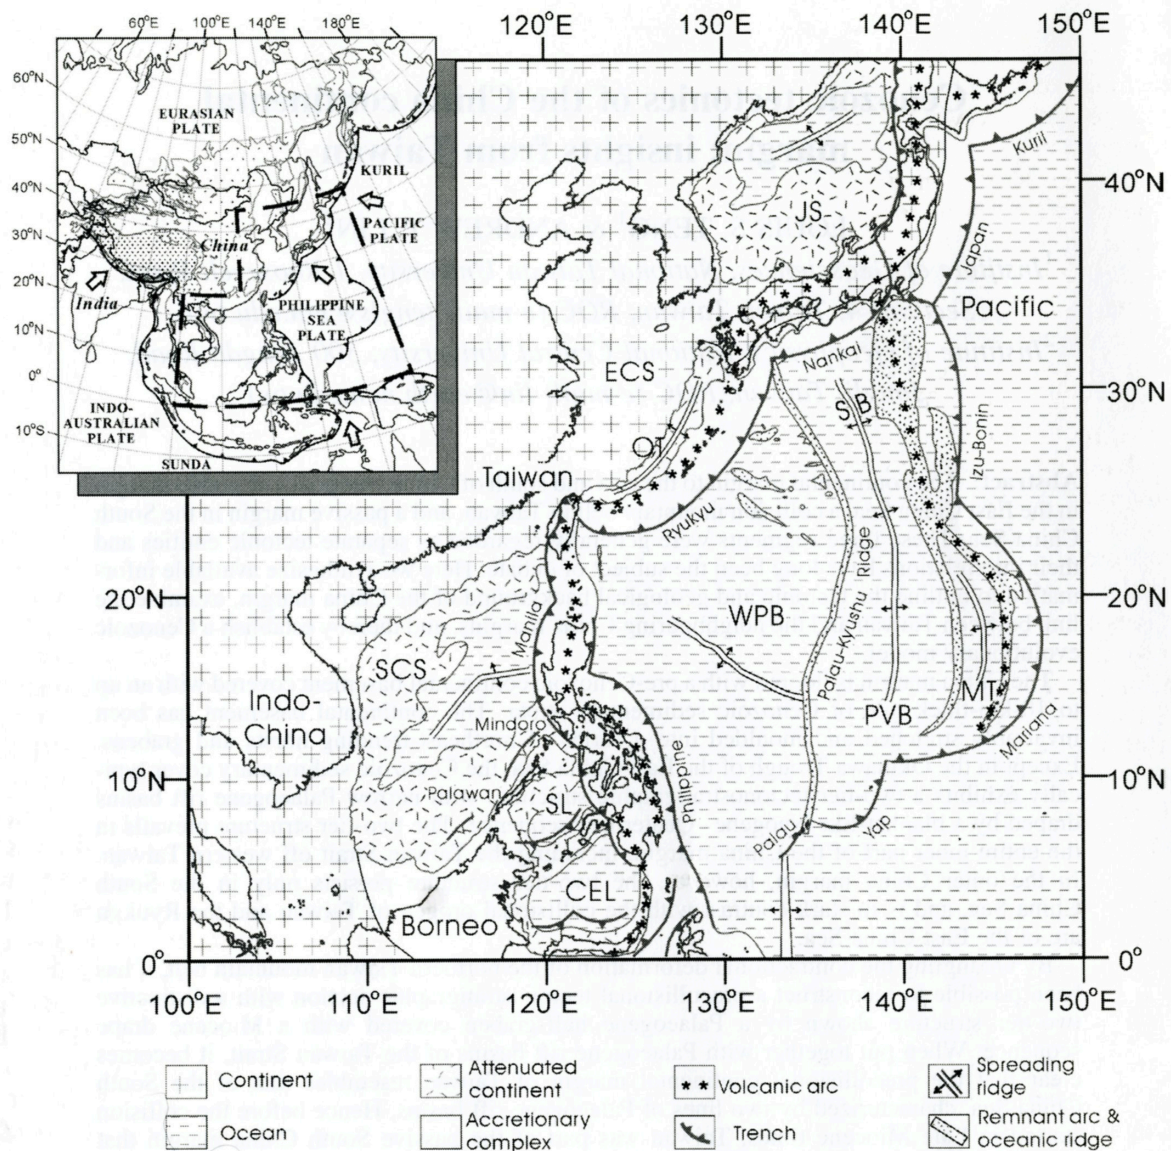 60°E 100°E 140°E 180°E
120°E 130°E 140°E 150°E
60°N
50°N
40°N
30°N
20°N
10°N
0°
10°S
EURASIAN
PLATE
KURIL
PACIFIC
PLATE
China
India
PHILIPPINE
SEA
PLATE
INDO-
AUSTRALIAN
PLATE
SUNDA
Kuril
40°N
JS
Japan
Pacific
Nankai
30°N
ECS
SB
OT
Izu-Bonin
Taiwan
Ryukyu
20°N
20°N
WPB
Palau-Kyushu Ridge
Manila
SCS
Indo-
China
MT
PVB
Mariana
Mindoro
10°N
10°N
Palawan
SL
Philippine
Palau
Yap
CEL
Borneo
0°
0°
100°E 110°E 120°E 130°E 140°E 150°E
Continent
Attenuated
continent
Volcanic arc
Spreading
ridge
Ocean
Accretionary
complex
Trench
Remnant arc &
oceanic ridge